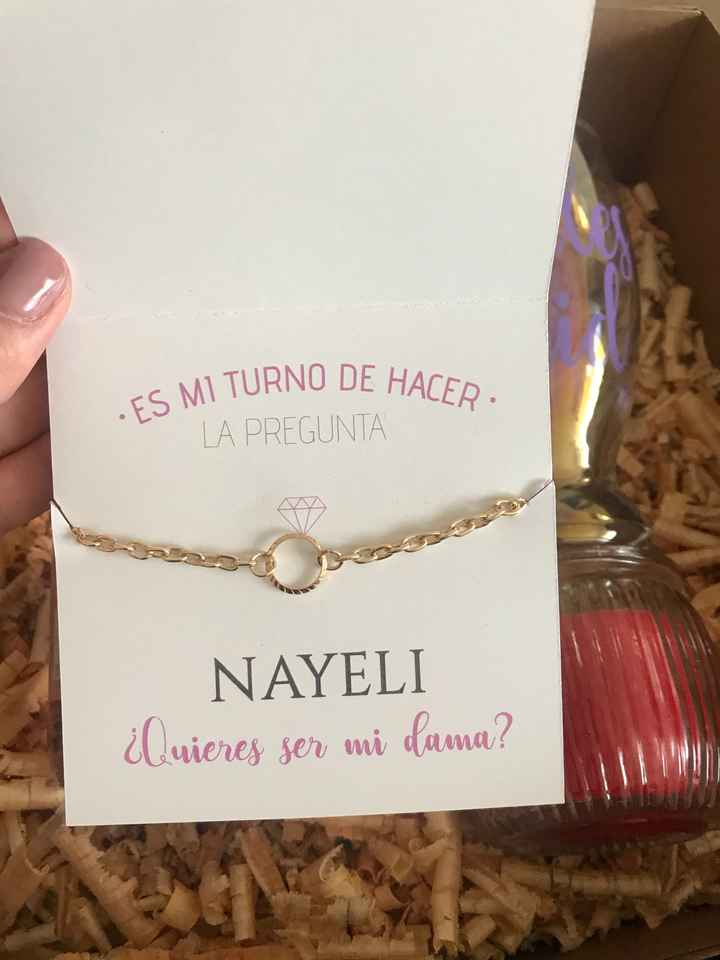 • ES MI TURNO DE HACER •
LA PREGUNTA
NAYELI
¿Quieres ser mi dama?